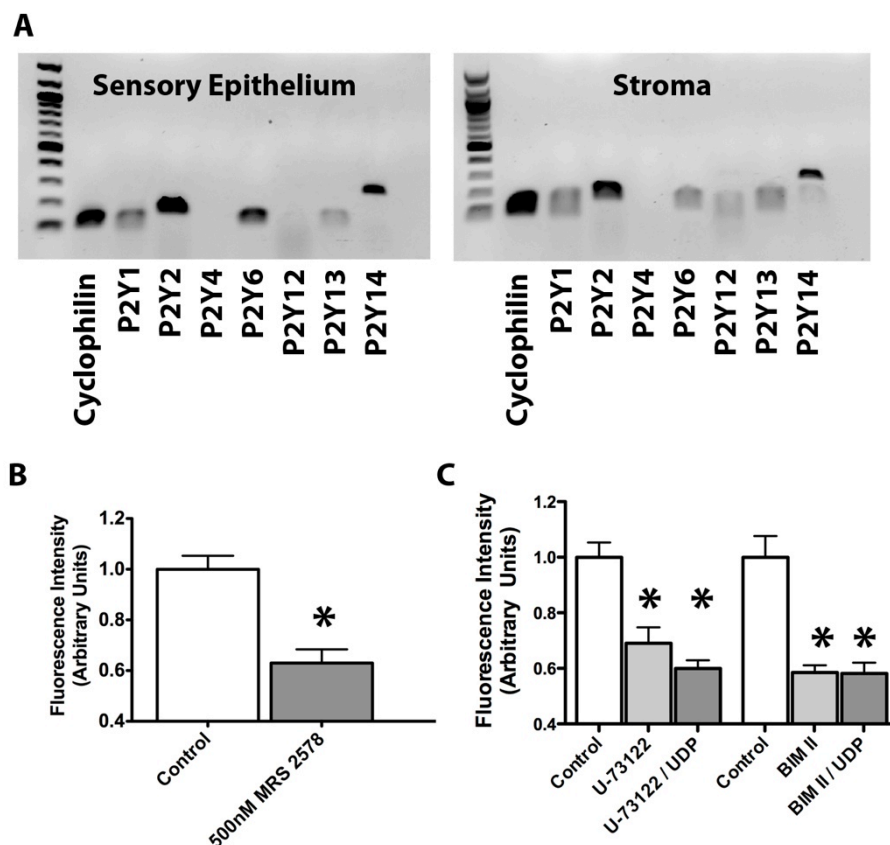 A
Sensory Epithelium
Stroma
Cyclophilin
P2Y1
P2Y2
P2Y4
P2Y6
P2Y12
P2Y13
P2Y14
Cyclophilin
P2Y1
P2Y2
P2Y4
P2Y6
P2Y12
P2Y13
P2Y14
B
Fluorescence Intensity
(Arbitrary Units)
1.2
1.0
0.8
0.6
0.4
*
Control
500nM MRS 2578
C
Fluorescence Intensity
(Arbitrary Units)
1.2
1.0
0.8
0.6
0.4
*
*
*
*
Control
U-73122
U-73122 / UDP
Control
BIM II
BIM II / UDP